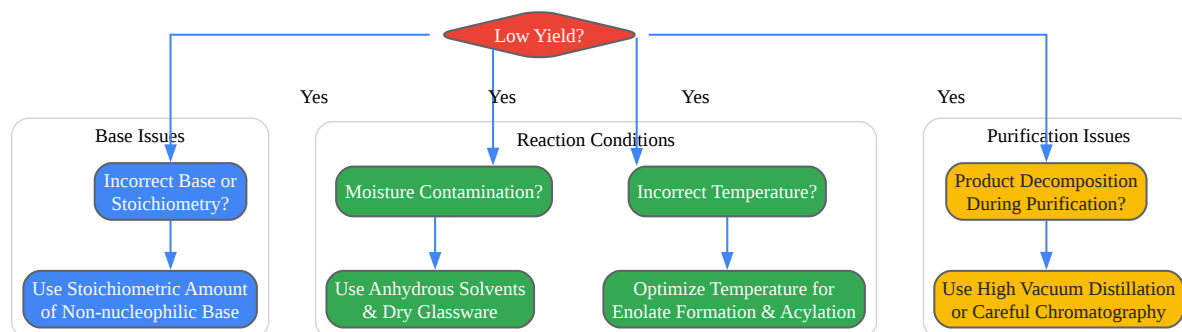 Low Yield?
Yes
Yes
Yes
Yes
Base Issues
Reaction Conditions
Purification Issues
Incorrect Base or
Stoichiometry?
Moisture Contamination?
Incorrect Temperature?
Product Decomposition
During Purification?
Use Stoichiometric Amount
of Non-nucleophilic Base
Use Anhydrous Solvents
& Dry Glassware
Optimize Temperature for
Enolate Formation & Acylation
Use High Vacuum Distillation
or Careful Chromatography